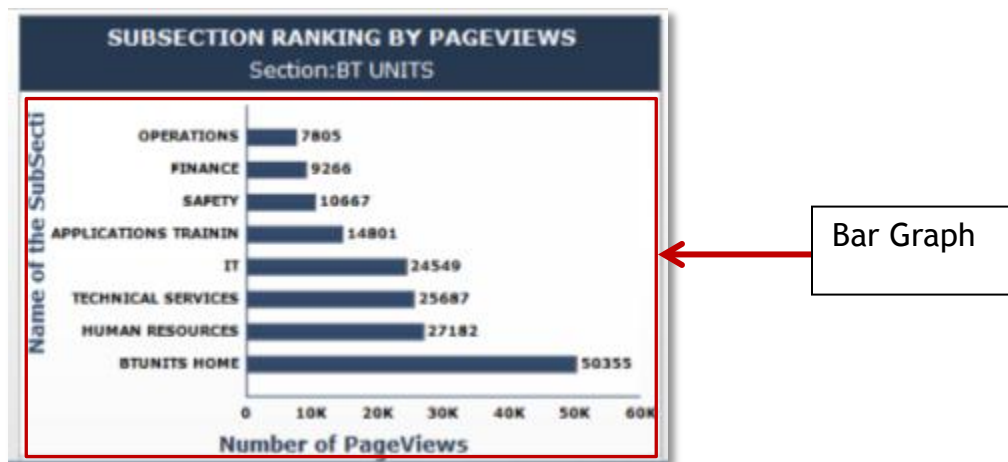 SUBSECTION RANKING BY PAGEVIEWS
Section:BT UNITS
Name of the SubSecti
OPERATIONS 7805
FINANCE 9266
SAFETY 10667
APPLICATIONS TRAININ 14801
IT 24549
TECHNICAL SERVICES 25687
HUMAN RESOURCES 27182
BTUNITS HOME 50355
0 10K 20K 30K 40K 50K 60K
Number of PageViews
Bar Graph